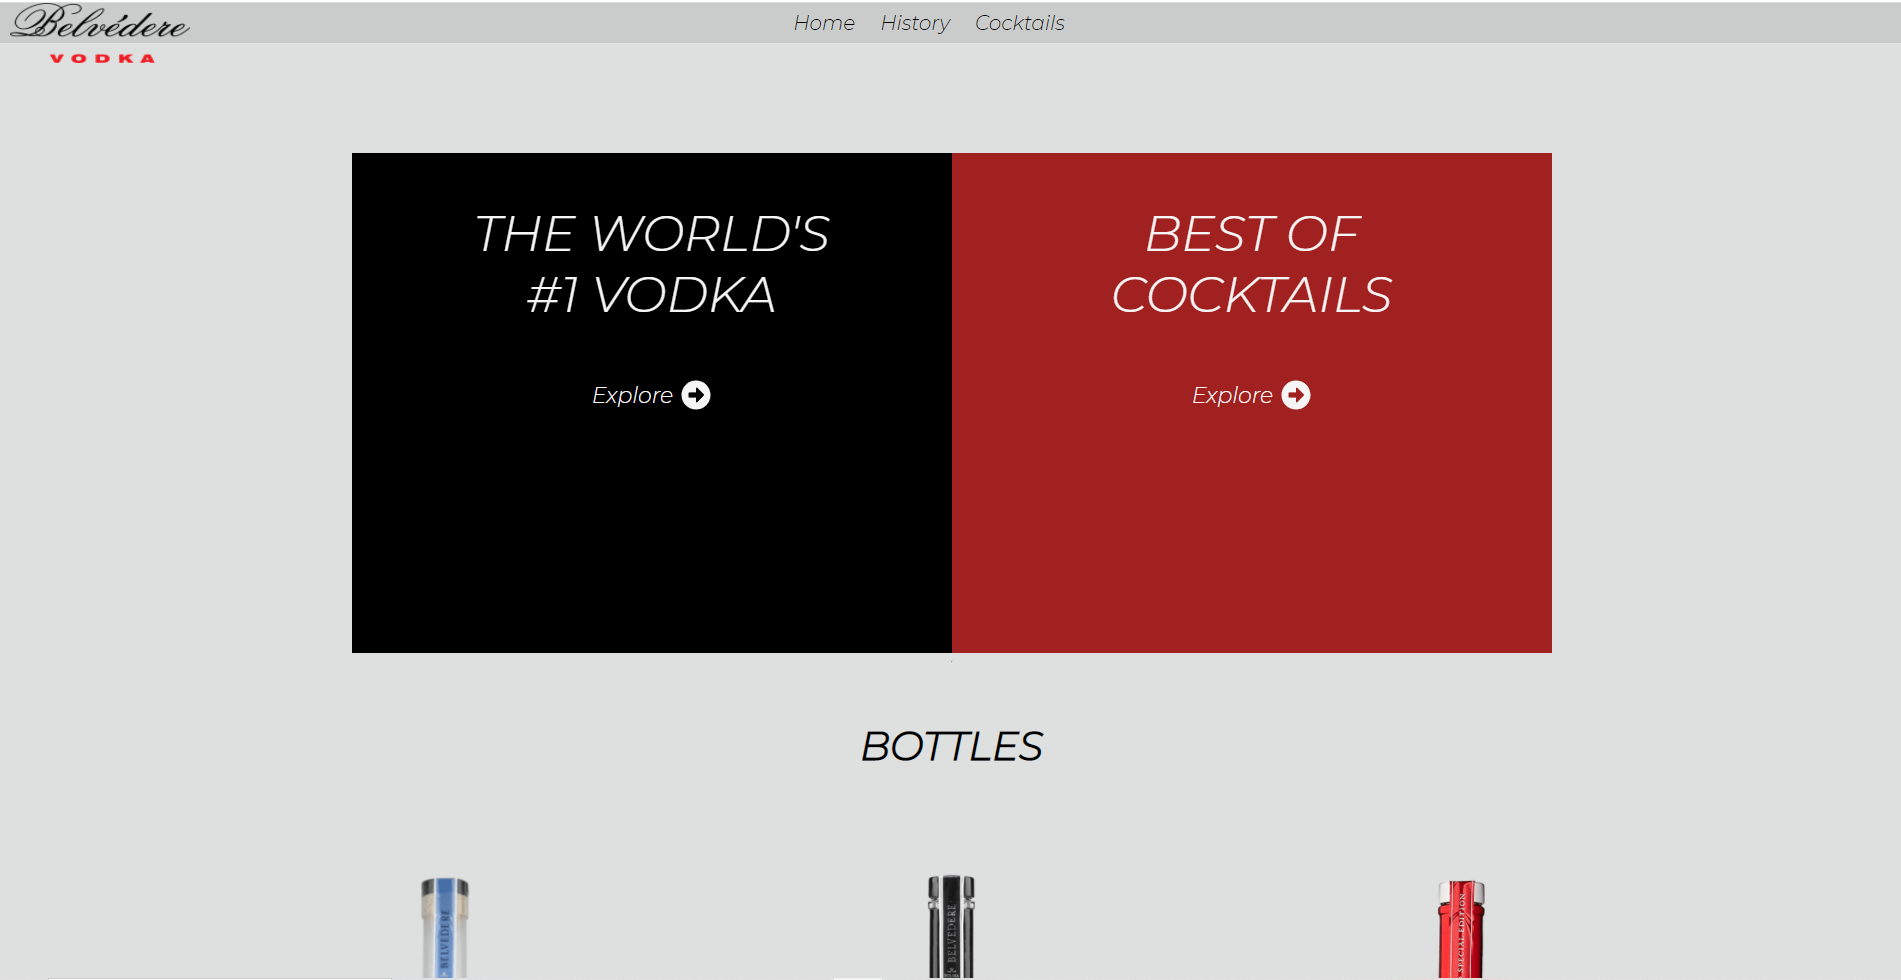 Belvédere
VODKA
Home History Cocktails
THE WORLD'S
#1 VODKA
Explore
BEST OF
COCKTAILS
Explore
BOTTLES
BELVEDERE
BELVEDERE
SPECIAL EDITION